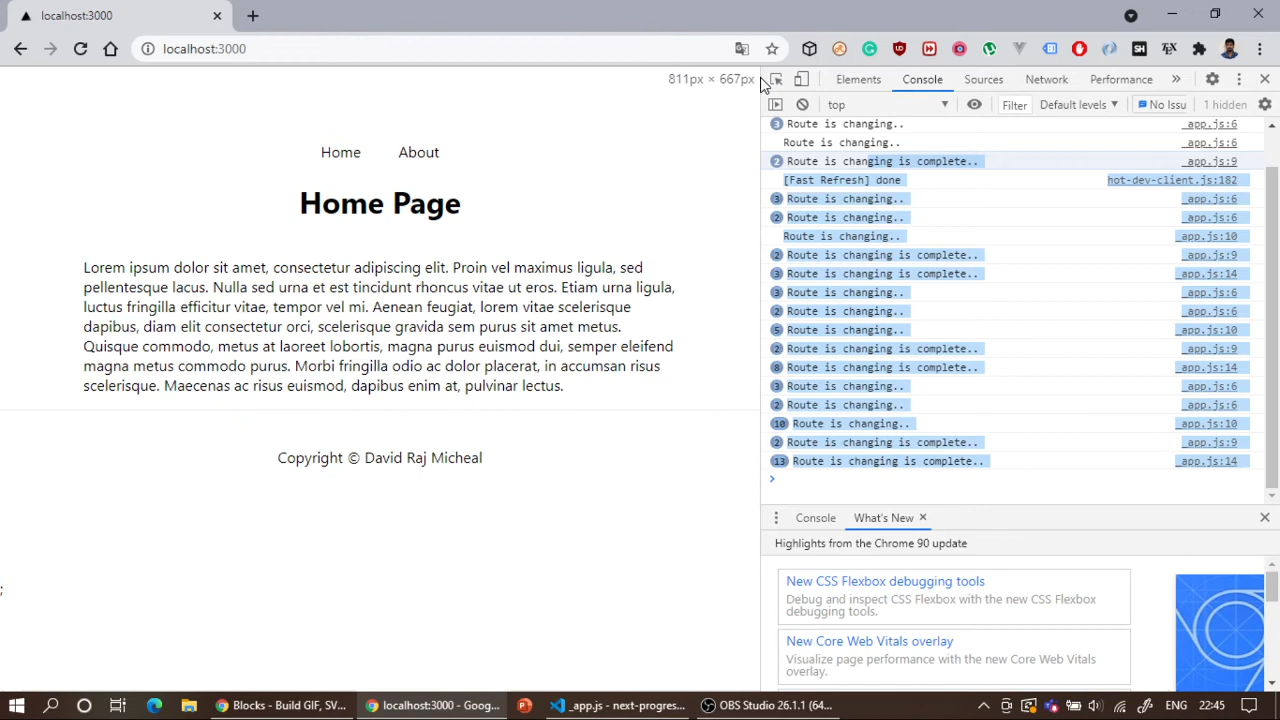 localhost:3000
localhost:3000
811px × 667px
Elements
Console
Sources
Network
Performance
top
Filter
Default levels
No Issu
1 hidden
Home
About
Home Page
Lorem ipsum dolor sit amet, consectetur adipiscing elit. Proin vel maximus ligula, sed
pellentesque lacus. Nulla sed urna et est tincidunt rhoncus vitae ut eros. Etiam urna ligula,
luctus fringilla efficitur vitae, tempor vel mi. Aenean feugiat, lorem vitae scelerisque
dapibus, diam elit consectetur orci, scelerisque gravida sem purus sit amet metus.
Quisque commodo, metus at laoreet lobortis, magna purus euismod dui, semper eleifend
magna metus commodo purus. Morbi fringilla odio ac dolor placerat, in accumsan risus
scelerisque. Maecenas ac risus euismod, dapibus enim at, pulvinar lectus.
Copyright © David Raj Micheal
;
3 Route is changing.. _app.js:6
Route is changing.. _app.js:6
2 Route is changing is complete.. _app.js:9
[Fast Refresh] done hot-dev-client.js:182
3 Route is changing.. _app.js:6
2 Route is changing.. _app.js:6
Route is changing.. _app.js:10
2 Route is changing is complete.. _app.js:9
3 Route is changing is complete.. _app.js:14
3 Route is changing.. _app.js:6
2 Route is changing.. _app.js:6
5 Route is changing.. _app.js:10
2 Route is changing is complete.. _app.js:9
8 Route is changing is complete.. _app.js:14
3 Route is changing.. _app.js:6
2 Route is changing.. _app.js:6
10 Route is changing.. _app.js:10
2 Route is changing is complete.. _app.js:9
13 Route is changing is complete.. _app.js:14
Console
What's New
Highlights from the Chrome 90 update
New CSS Flexbox debugging tools
Debug and inspect CSS Flexbox with the new CSS Flexbox
debugging tools.
New Core Web Vitals overlay
Visualize page performance with the new Core Web Vitals
overlay.
Blocks - Build GIF, SV...
localhost:3000 - Goog...
_app.js - next-progres...
OBS Studio 26.1.1 (64...
ENG
22:45